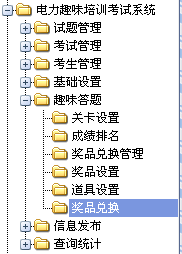 电力趣味培训考试系统
试题管理
考试管理
考生管理
基础设置
趣味答题
关卡设置
成绩排名
奖品兑换管理
奖品设置
道具设置
奖品兑换
信息发布
查询统计